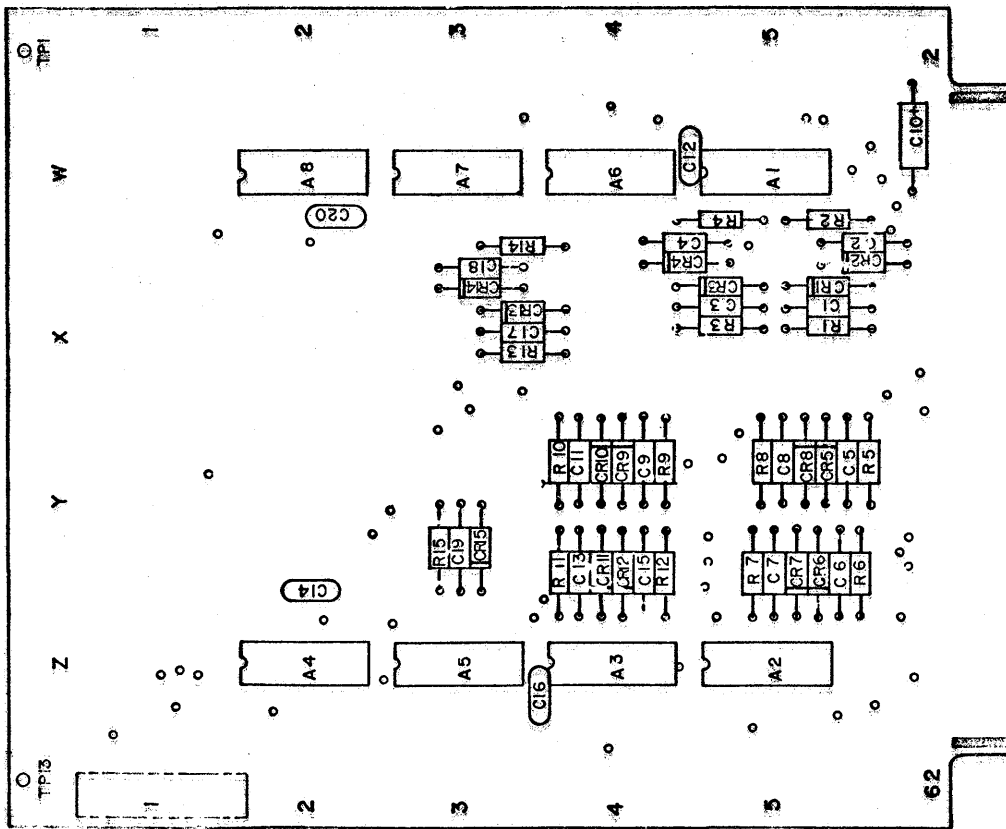 TP1
1
2
3
4
5
2
W
A8
A7
A6
C12
A1
C10+
C20
R14
C18
CR14
CR13
C17
R13
R4
C4
CR4
CR3
C3
R3
R2
C2
CR2
CR1
C1
R1
X
Y
R10
C11
CR10
CR9
C9
R9
R8
C8
CR8
CR5
C5
R5
R15
C19
CR15
R11
C13
CR11
CR12
C15
R12
R7
C7
CR7
CR6
C6
R6
C14
Z
A4
A5
A3
A2
C16
TP13
1
2
3
4
5
62